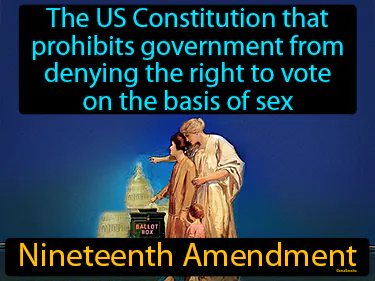 The US Constitution that
prohibits government from
denying the right to vote
on the basis of sex
BALLOT
BOX
Nineteenth Amendment